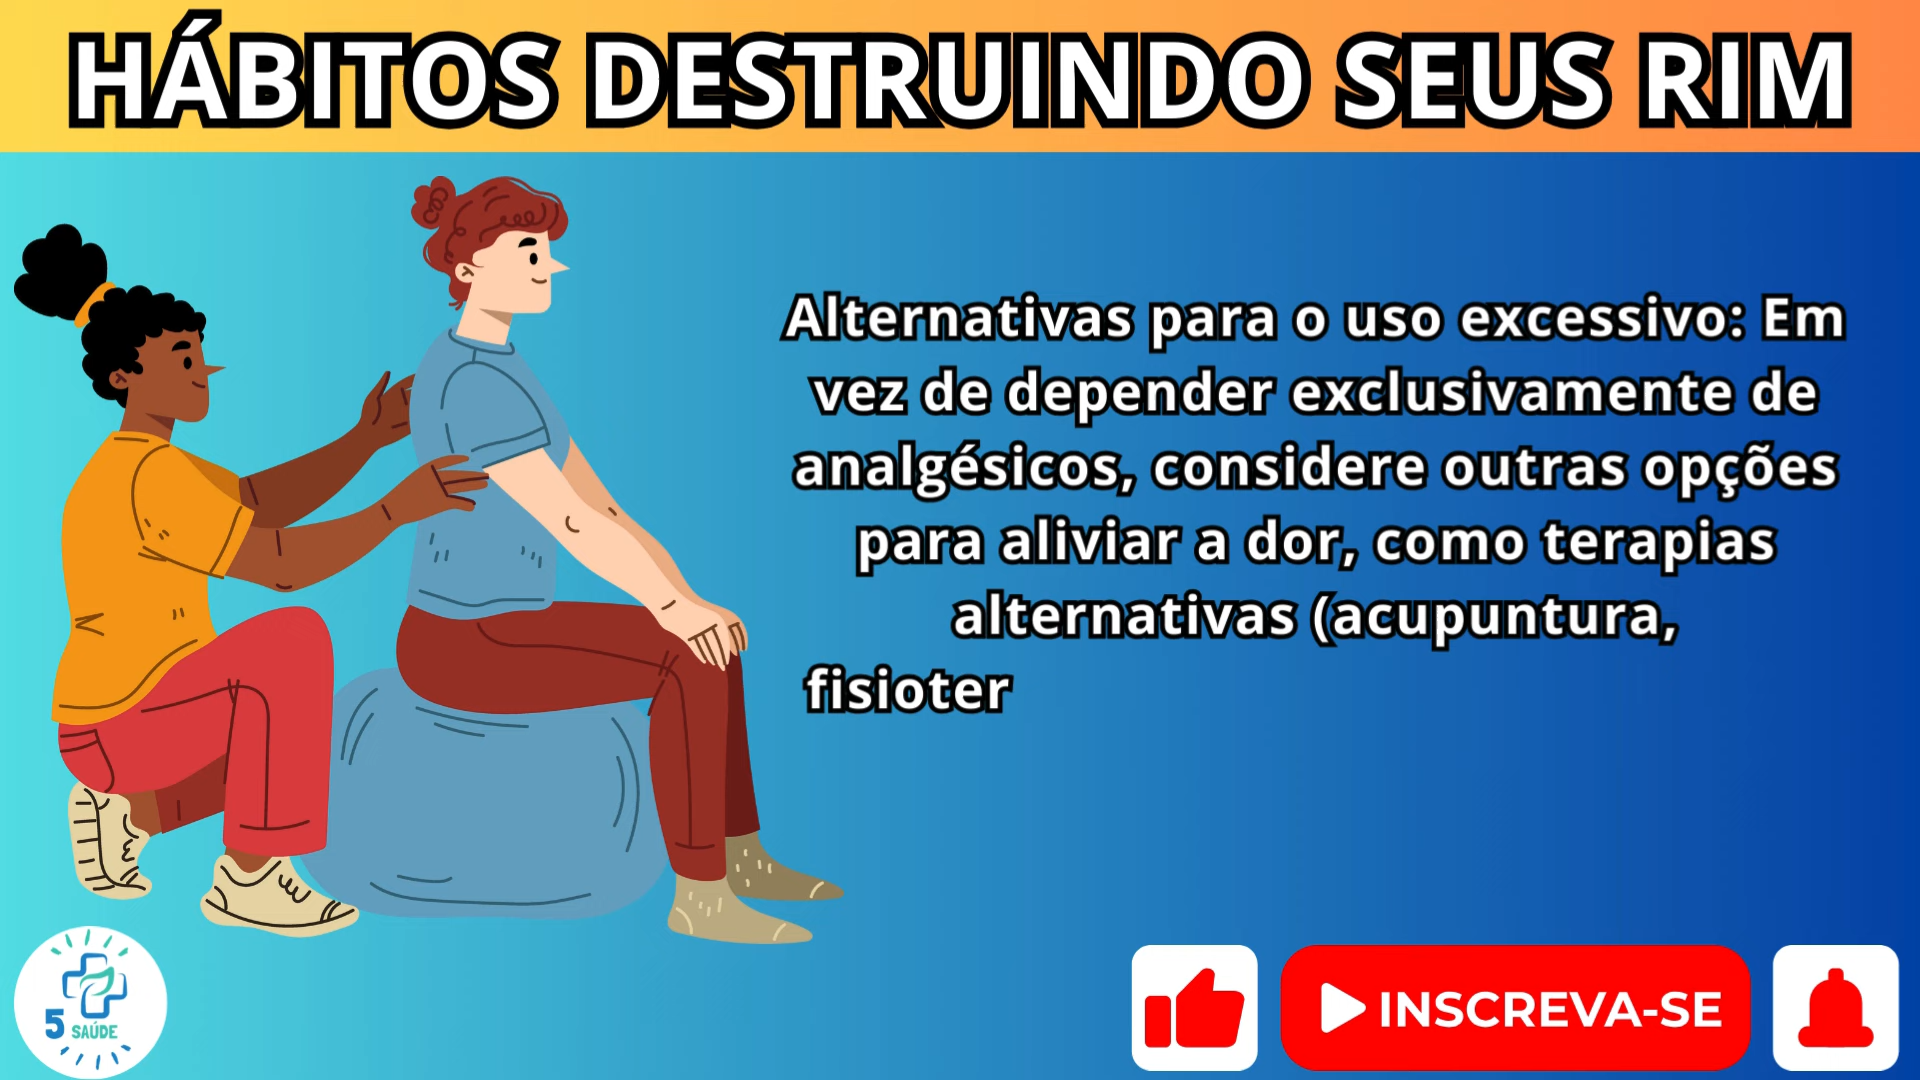 HÁBITOS DESTRUINDO SEUS RIM
Alternativas para o uso excessivo: Em
vez de depender exclusivamente de
analgésicos, considere outras opções
para aliviar a dor, como terapias
alternativas (acupuntura,
fisioter
5 SAÚDE
INSCREVA-SE